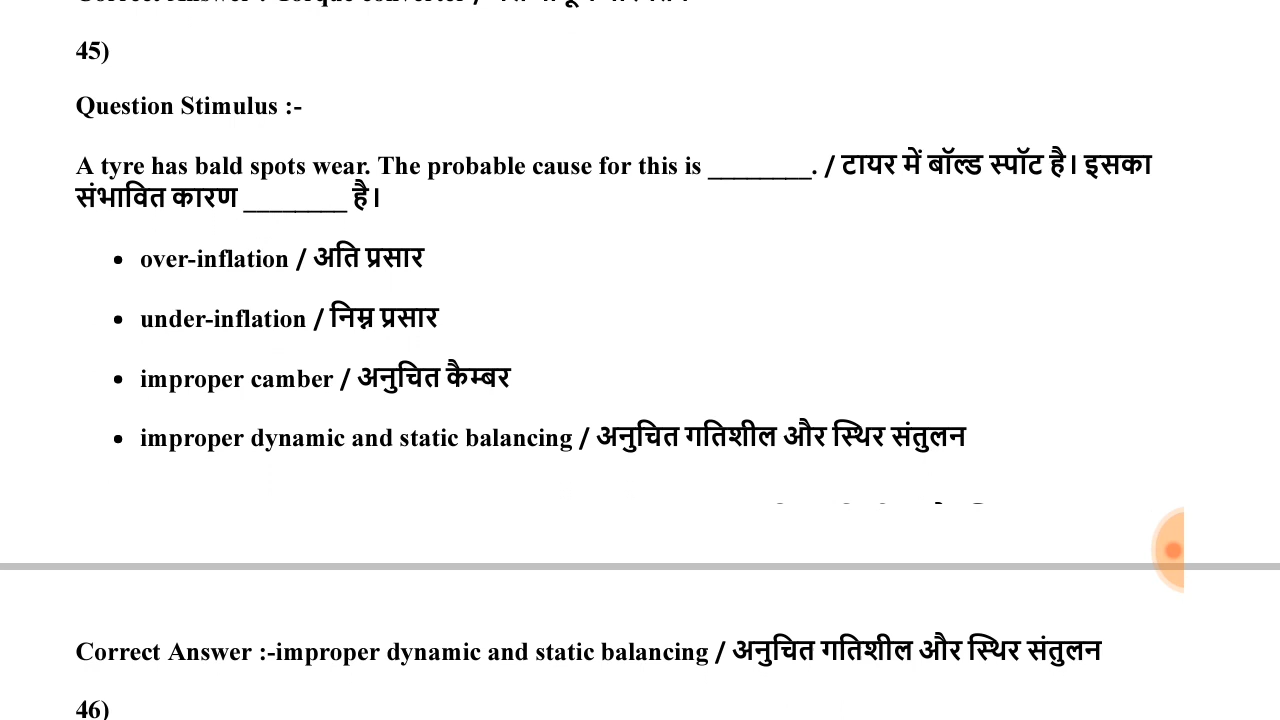 45)
Question Stimulus :-
A tyre has bald spots wear. The probable cause for this is ________. / टायर में बॉल्ड स्पॉट है। इसका
संभावित कारण ________ है।
over-inflation / अति प्रसार
under-inflation / निम्न प्रसार
improper camber / अनुचित कैम्बर
improper dynamic and static balancing / अनुचित गतिशील और स्थिर संतुलन
Correct Answer :-improper dynamic and static balancing / अनुचित गतिशील और स्थिर संतुलन
46)